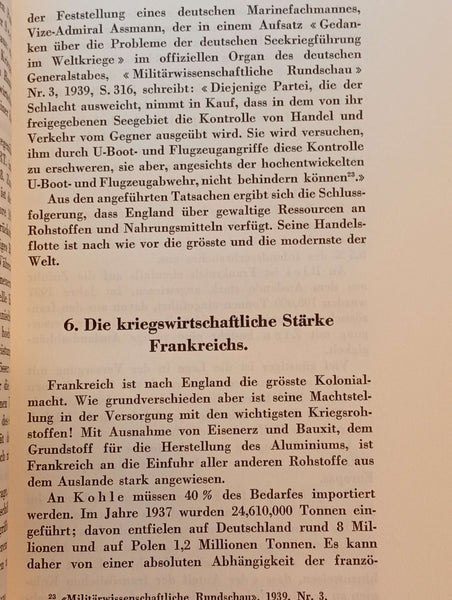 der Feststellung eines deutschen Marinefachmannes,
Vize-Admiral Assmann, der in einem Aufsatz «Gedan-
ken über die Probleme der deutschen Seekriegführung
im Weltkriege» im offiziellen Organ des deutschen
Generalstabes, «Militärwissenschaftliche Rundschau»
Nr. 3, 1939, S. 316, schreibt: «Diejenige Partei, die der
Schlacht ausweicht, nimmt in Kauf, dass in dem von ihr
freigegebenen Seegebiet die Kontrolle von Handel und
Verkehr vom Gegner ausgeübt wird. Sie wird versuchen,
ihm durch U-Boot- und Flugzeugangriffe diese Kontrolle
zu erschweren, sie aber, angesichts der hochentwickelten
U-Boot- und Flugzeugabwehr, nicht behindern können²³.»
Aus den angeführten Tatsachen ergibt sich die Schluss-
folgerung, dass England über gewaltige Ressourcen an
Rohstoffen und Nahrungsmitteln verfügt. Seine Handels-
flotte ist nach wie vor die grösste und die modernste der
Welt.
6. Die kriegswirtschaftliche Stärke
Frankreichs.
Frankreich ist nach England die grösste Kolonial-
macht. Wie grundverschieden aber ist seine Machtstel-
lung in der Versorgung mit den wichtigsten Kriegsroh-
stoffen! Mit Ausnahme von Eisenerz und Bauxit, dem
Grundstoff für die Herstellung des Aluminiums, ist
Frankreich an die Einfuhr aller anderen Rohstoffe aus
dem Auslande stark angewiesen.
An Kohle müssen 40 % des Bedarfes importiert
werden. Im Jahre 1937 wurden 24,610,000 Tonnen ein-
geführt; davon entfielen auf Deutschland rund 8 Mil-
lionen und auf Polen 1,2 Millionen Tonnen. Es kann
daher von einer absoluten Abhängigkeit der franzö-
23 «Militärwissenschaftliche Rundschau», 1939, Nr. 3.